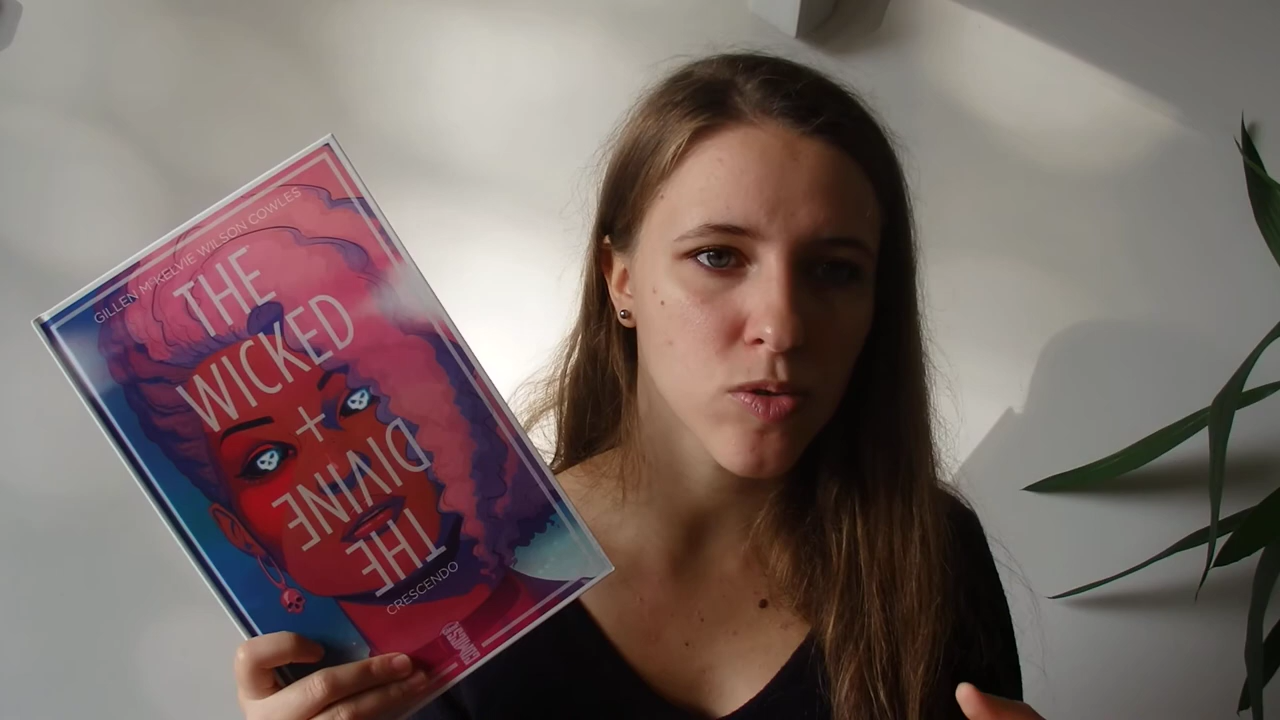 GILLEN McKELVIE WILSON COWLES
THE
WICKED
+
DIVINE
THE
CRESCENDO